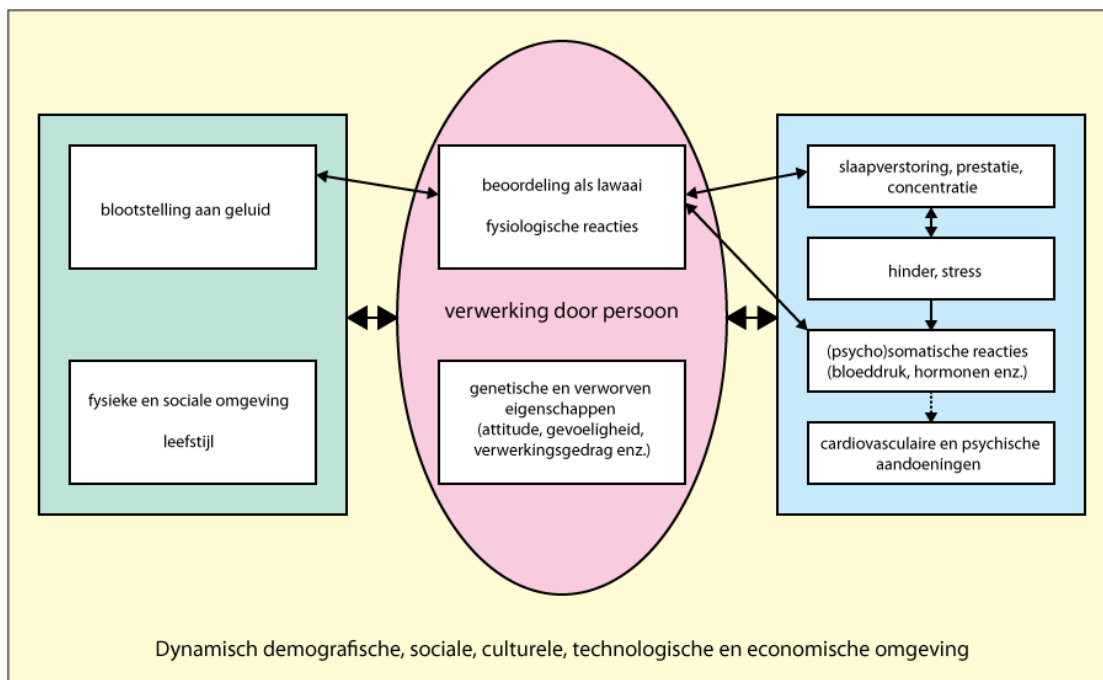 blootstelling aan geluid
fysieke en sociale omgeving
leefstijl
beoordeling als lawaai
fysiologische reacties
verwerking door persoon
genetische en verworven
eigenschappen
(attitude, gevoeligheid,
verwerkingsgedrag enz.)
slaapverstoring, prestatie,
concentratie
hinder, stress
(psycho)somatische reacties
(bloeddruk, hormonen enz.)
cardiovasculaire en psychische
aandoeningen
Dynamisch demografische, sociale, culturele, technologische en economische omgeving